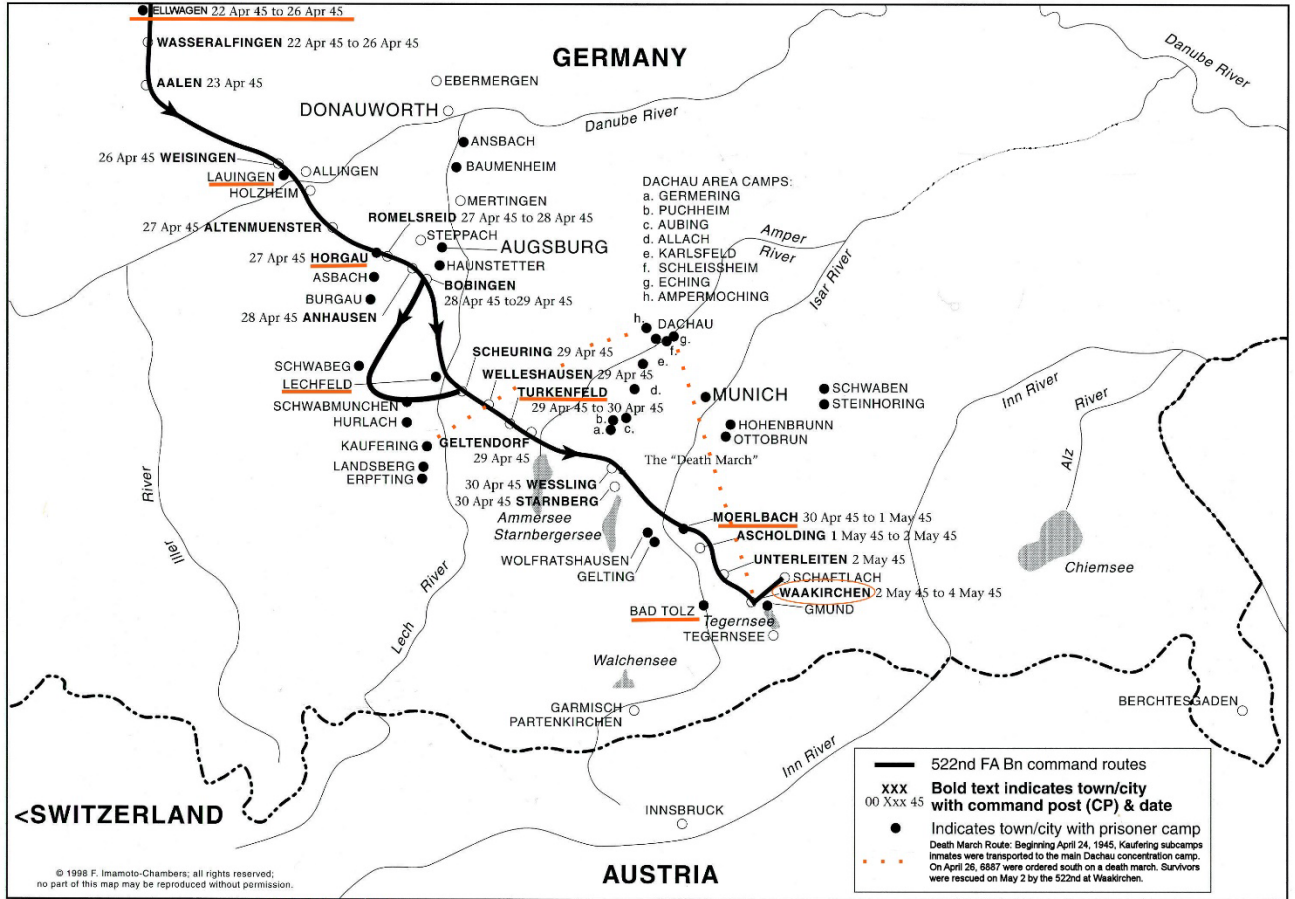 ELLWAGEN 22 Apr 45 to 26 Apr 45
WASSERALFINGEN 22 Apr 45 to 26 Apr 45
AALEN 23 Apr 45
GERMANY
EBERMERGEN
DONAUWORTH
Danube River
Danube River
ANSBACH
BAUMENHEIM
26 Apr 45 WEISINGEN
ALLINGEN
LAUINGEN
HOLZHEIM
MERTINGEN
DACHAU AREA CAMPS:
a. GERMERING
b. PUCHHEIM
c. AUBING
d. ALLACH
e. KARLSFELD
f. SCHLEISSHEIM
g. ECHING
h. AMPERMOCHING
ROMELSREID 27 Apr 45 to 28 Apr 45
27 Apr 45 ALTENMUENSTER
STEPPACH
AUGSBURG
27 Apr 45 HORGAU
HAUNSTETTER
ASBACH
BOBINGEN
28 Apr 45 to29 Apr 45
BURGAU
28 Apr 45 ANHAUSEN
Amper
River
Isar River
h.
DACHAU
g.
f.
e.
d.
b.
a.
c.
SCHEURING 29 Apr 45
SCHWABEG
WELLESHAUSEN 29 Apr 45
LECHFELD
TURKENFELD
29 Apr 45 to 30 Apr 45
SCHWABMUNCHEN
HURLACH
MUNICH
SCHWABEN
STEINHORING
HOHENBRUNN
OTTOBRUN
Inn River
Alz
River
KAUFERING
GELTENDORF
29 Apr 45
LANDSBERG
ERPFTING
The "Death March"
30 Apr 45 WESSLING
30 Apr 45 STARNBERG
Ammersee
Starnbergersee
River
Iller
MOERLBACH 30 Apr 45 to 1 May 45
ASCHOLDING 1 May 45 to 2 May 45
WOLFRATSHAUSEN
GELTING
UNTERLEITEN 2 May 45
SCHAFTLACH
WAAKIRCHEN 2 May 45 to 4 May 45
GMUND
Chiemsee
BAD TOLZ
Tegernsee
TEGERNSEE
River
Lech
Walchensee
GARMISCH
PARTENKIRCHEN
BERCHTESGADEN
Inn River
INNSBRUCK
<SWITZERLAND
AUSTRIA
522nd FA Bn command routes
XXX
00 Xxx 45
Bold text indicates town/city
with command post (CP) & date
Indicates town/city with prisoner camp
Death March Route: Beginning April 24, 1945, Kaufering subcamps
inmates were transported to the main Dachau concentration camp.
On April 26, 6887 were ordered south on a death march. Survivors
were rescued on May 2 by the 522nd at Waakirchen.
© 1998 F. Imamoto-Chambers; all rights reserved;
no part of this map may be reproduced without permission.